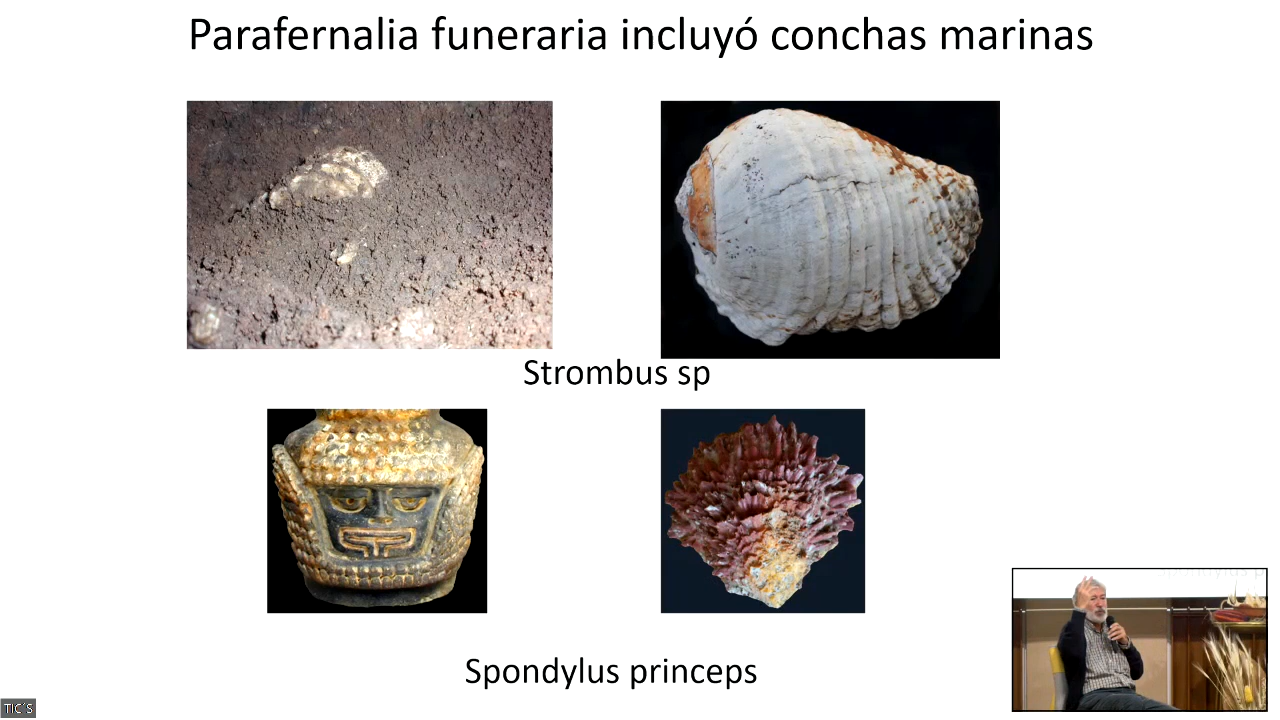 Parafernalia funeraria incluyó conchas marinas
Strombus sp
Spondylus princeps
TIC´S